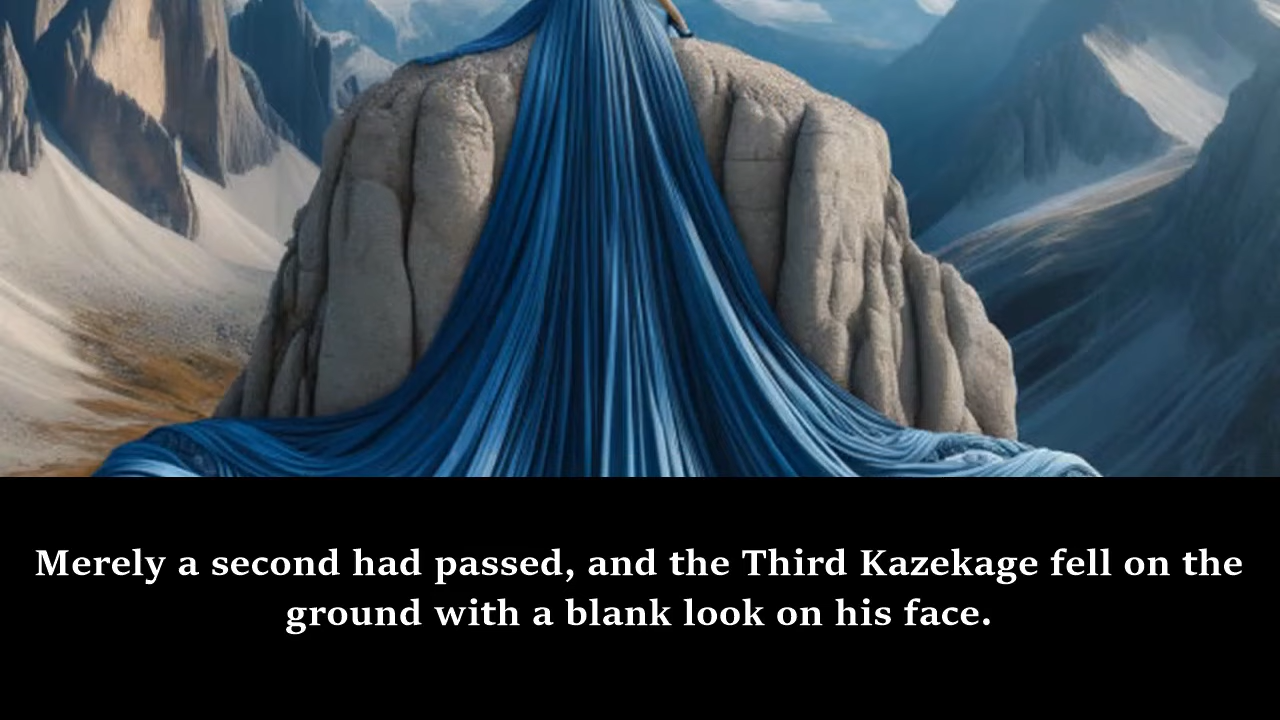 Merely a second had passed, and the Third Kazekage fell on the
ground with a blank look on his face.